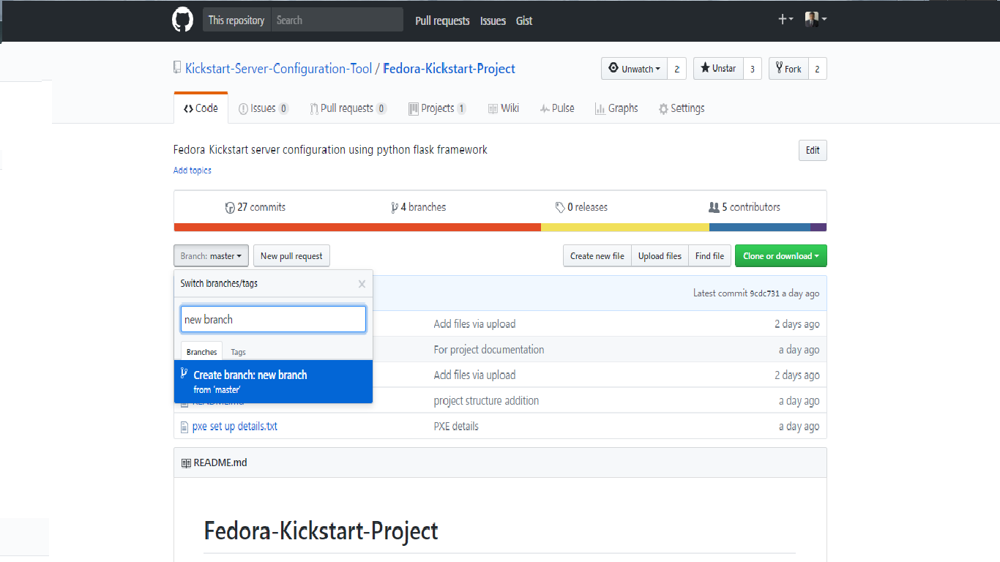 This repository Search Pull requests Issues Gist
Kickstart-Server-Configuration-Tool / Fedora-Kickstart-Project Unwatch 2 Unstar 3 Fork 2
Code Issues 0 Pull requests 0 Projects 1 Wiki Pulse Graphs Settings
Fedora Kickstart server configuration using python flask framework Edit
Add topics
27 commits 4 branches 0 releases 5 contributors
Branch: master New pull request Create new file Upload files Find file Clone or download
Switch branches/tags
Latest commit 9cdc731 a day ago
new branch
Add files via upload 2 days ago
For project documentation a day ago
Branches Tags
Create branch: new branch
Add files via upload 2 days ago
from 'master'
README.md project structure addition a day ago
pxe set up details.txt PXE details a day ago
README.md
Fedora-Kickstart-Project